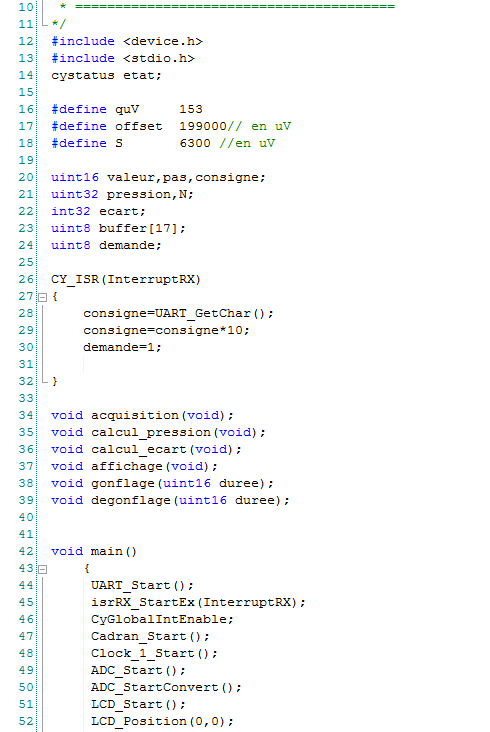 10 * ========================================
11 */
12 #include <device.h>
13 #include <stdio.h>
14 cystatus etat;
15
16 #define quV     153
17 #define offset  199000// en uV
18 #define S       6300 //en uV
19
20 uint16 valeur,pas,consigne;
21 uint32 pression,N;
22 int32 ecart;
23 uint8 buffer[17];
24 uint8 demande;
25
26 CY_ISR(InterruptRX)
27 {
28     consigne=UART_GetChar();
29     consigne=consigne*10;
30     demande=1;
31
32 }
33
34 void acquisition(void);
35 void calcul_pression(void);
36 void calcul_ecart(void);
37 void affichage(void);
38 void gonflage(uint16 duree);
39 void degonflage(uint16 duree);
40
41
42 void main()
43     {
44      UART_Start();
45      isrRX_StartEx(InterruptRX);
46      CyGlobalIntEnable;
47      Cadran_Start();
48      Clock_1_Start();
49      ADC_Start();
50      ADC_StartConvert();
51      LCD_Start();
52      LCD_Position(0,0);